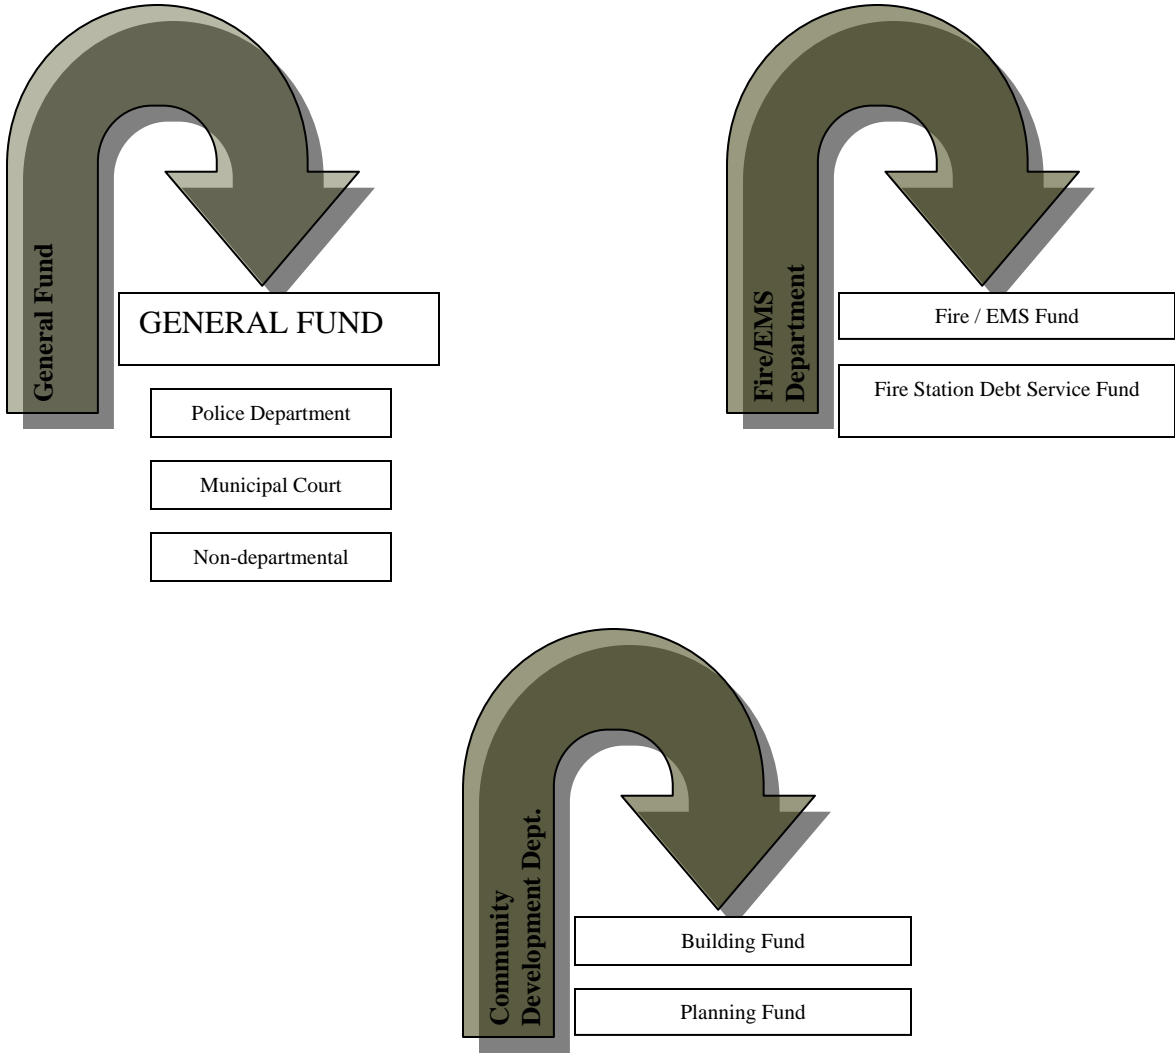 General Fund
GENERAL FUND
Police Department
Municipal Court
Non-departmental
Fire/EMS
Department
Fire / EMS Fund
Fire Station Debt Service Fund
Community
Development Dept.
Building Fund
Planning Fund